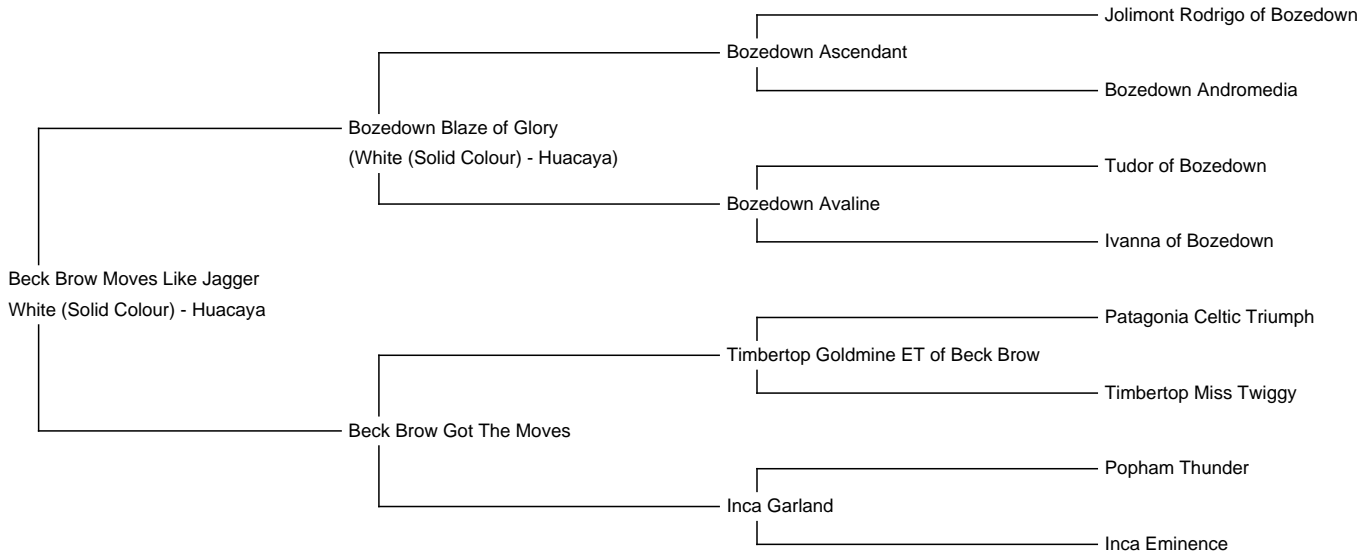 Jolimont Rodrigo of Bozedown
Bozedown Ascendant
Bozedown Andromedia
Bozedown Blaze of Glory
(White (Solid Colour) - Huacaya)
Tudor of Bozedown
Bozedown Avaline
Ivanna of Bozedown
Beck Brow Moves Like Jagger
White (Solid Colour) - Huacaya
Patagonia Celtic Triumph
Timbertop Goldmine ET of Beck Brow
Timbertop Miss Twiggy
Beck Brow Got The Moves
Popham Thunder
Inca Garland
Inca Eminence